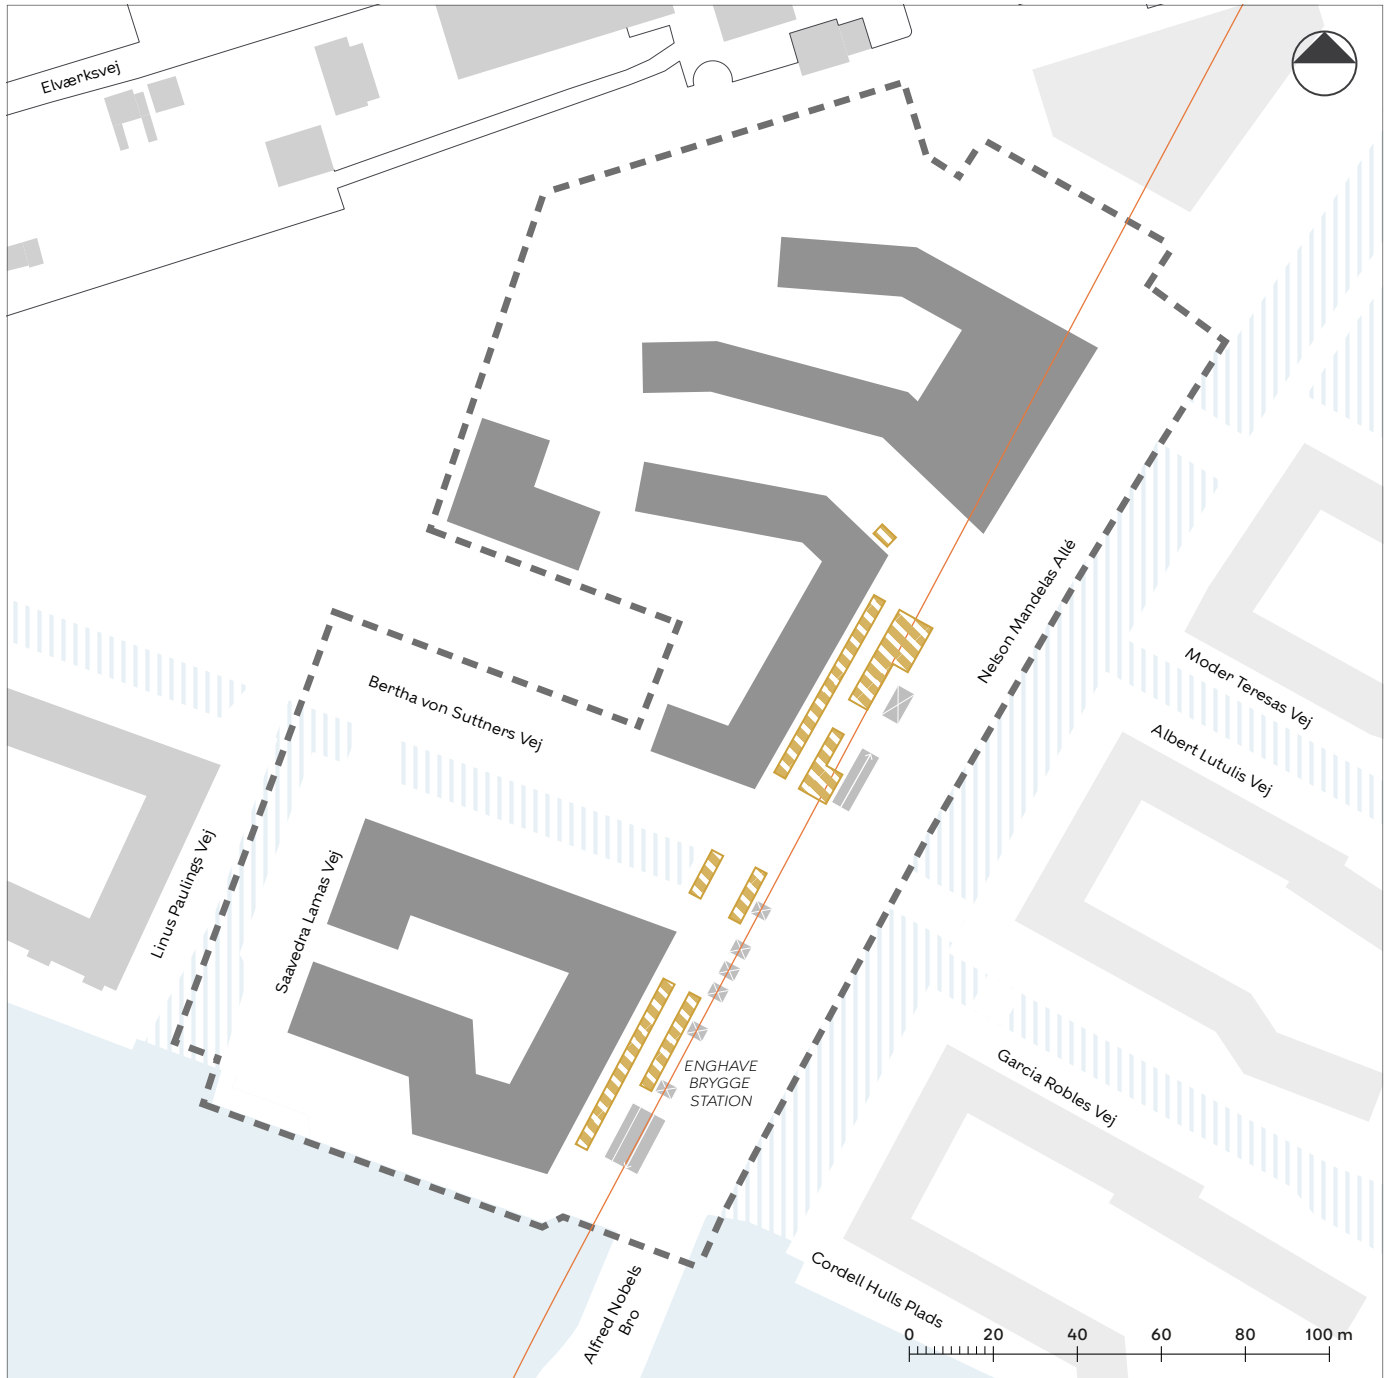 Elværksvej
Nelson Mandelas Allé
Moder Teresas Vej
Bertha von Suttners Vej
Albert Lutulis Vej
Linus Paulings Vej
Saavedra Lamas Vej
ENGHAVE
BRYGGE
STATION
Garcia Robles Vej
Cordell Hulls Plads
Alfred Nobels
Bro
0 20 40 60 80 100 m